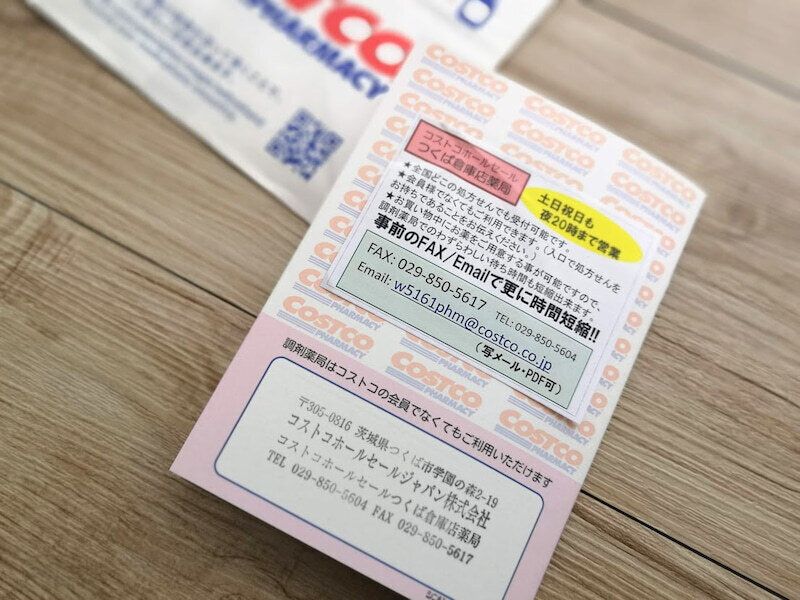 COSTCO
PHARMACY
コストコホールセール
つくば倉庫店薬局
土日祝日も
夜20時まで営業
★全国どこの処方せんでも受付可能です。
★会員様でなくてもご利用できます。(入口で処方せんを
お持ちであることをお伝えください。)
★お買い物中にお薬をご用意する事が可能ですので、
調剤薬局でのわずらわしい待ち時間も短縮出来ます。
事前のFAX/Emailで更に時間短縮!!
FAX: 029-850-5617 TEL: 029-850-5604
Email: w5161phm@costco.co.jp
(写メール・PDF可)
COSTCO
PHARMACY
調剤薬局はコストコの会員でなくてもご利用いただけます
〒305-0816 茨城県つくば市学園の森2-19
コストコホールセールジャパン株式会社
コストコホールセールつくば倉庫店薬局
TEL 029-850-5604 FAX 029-850-5617